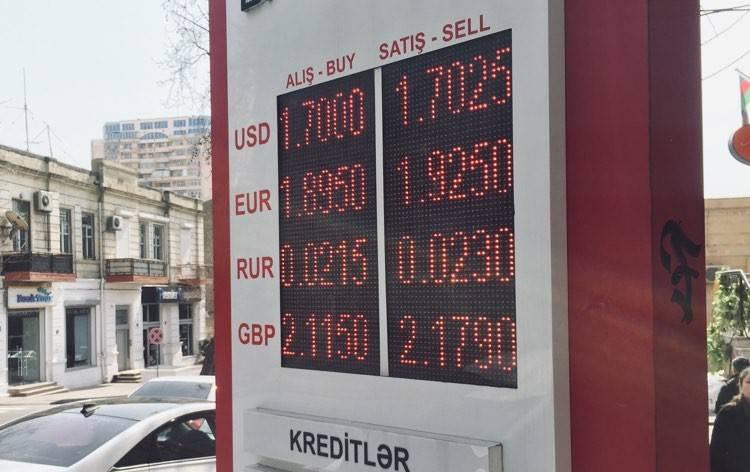 ALIŞ - BUY SATIŞ - SELL
USD 1.7000 1.7025
EUR 1.8950 1.9250
RUR 0.0215 0.0230
GBP 2.1150 2.1790
KREDİTLƏR